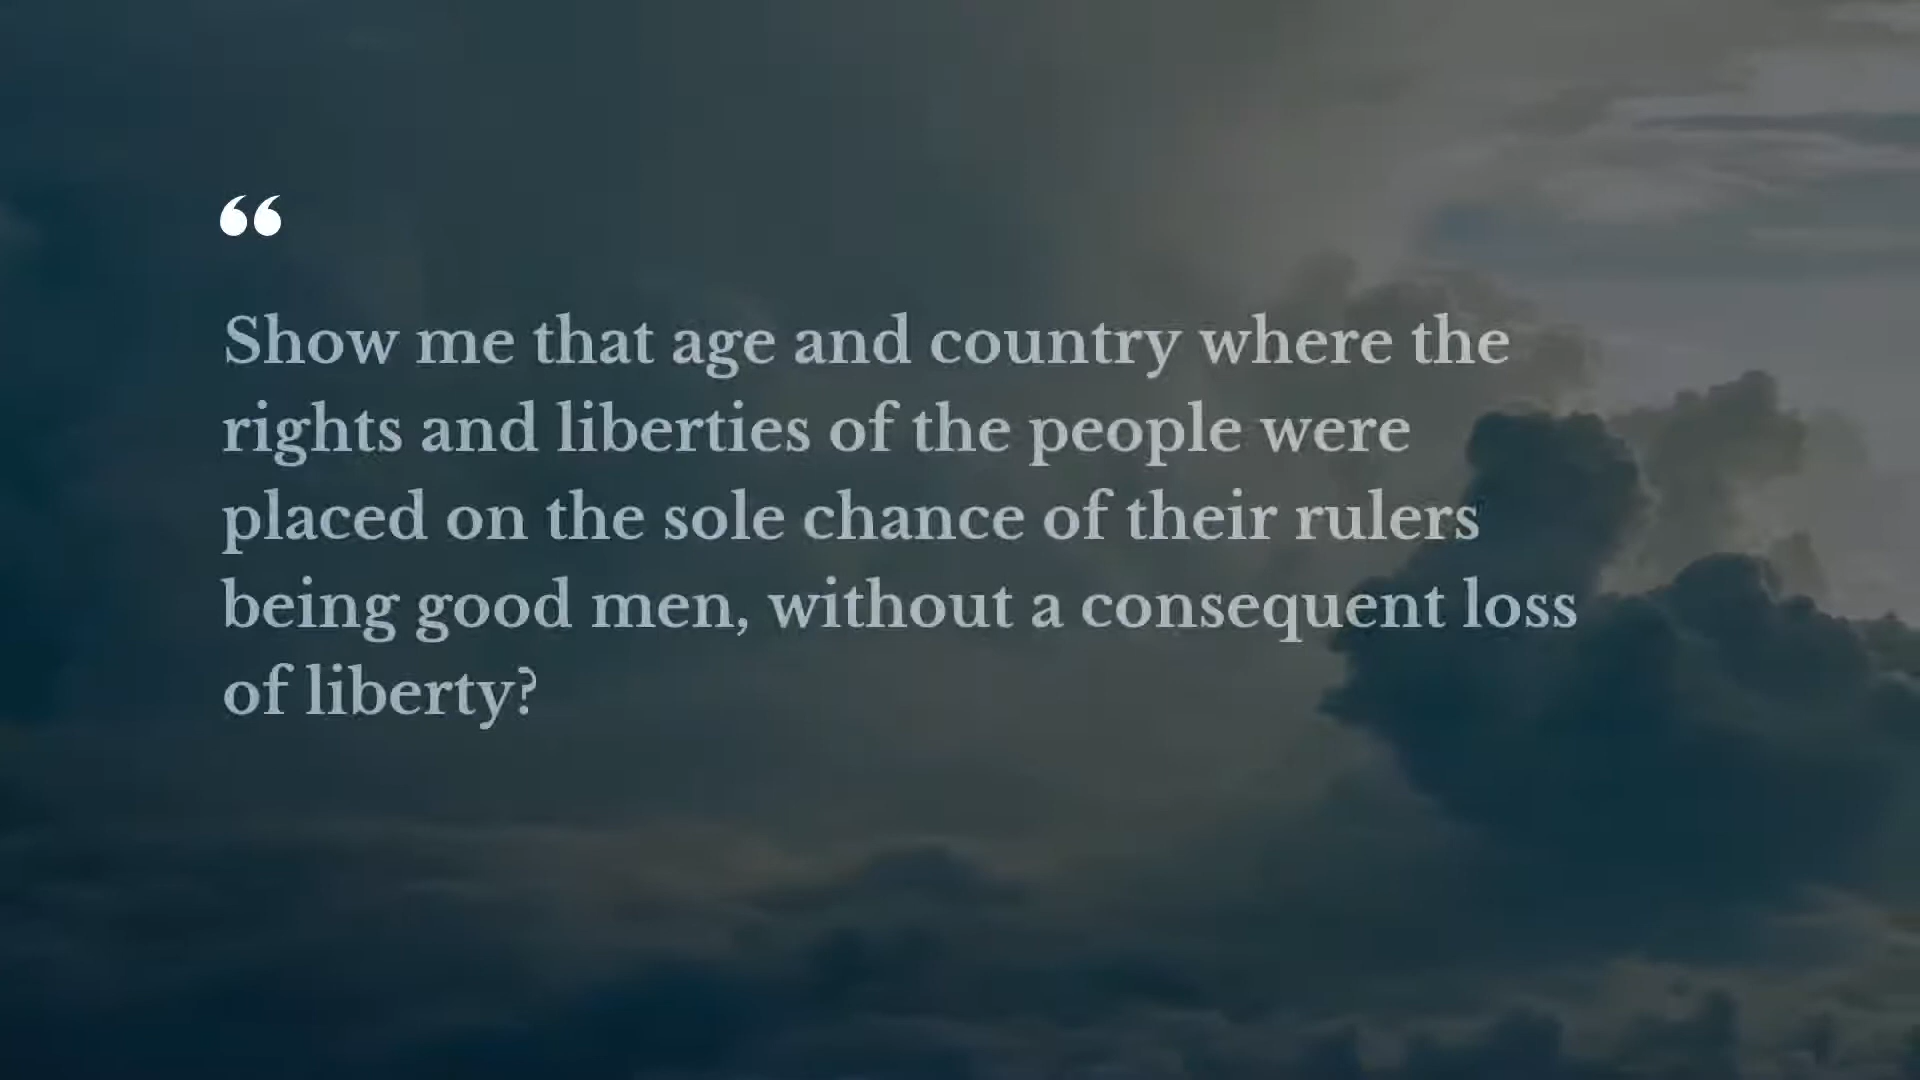 “
Show me that age and country where the
rights and liberties of the people were
placed on the sole chance of their rulers
being good men, without a consequent loss
of liberty?